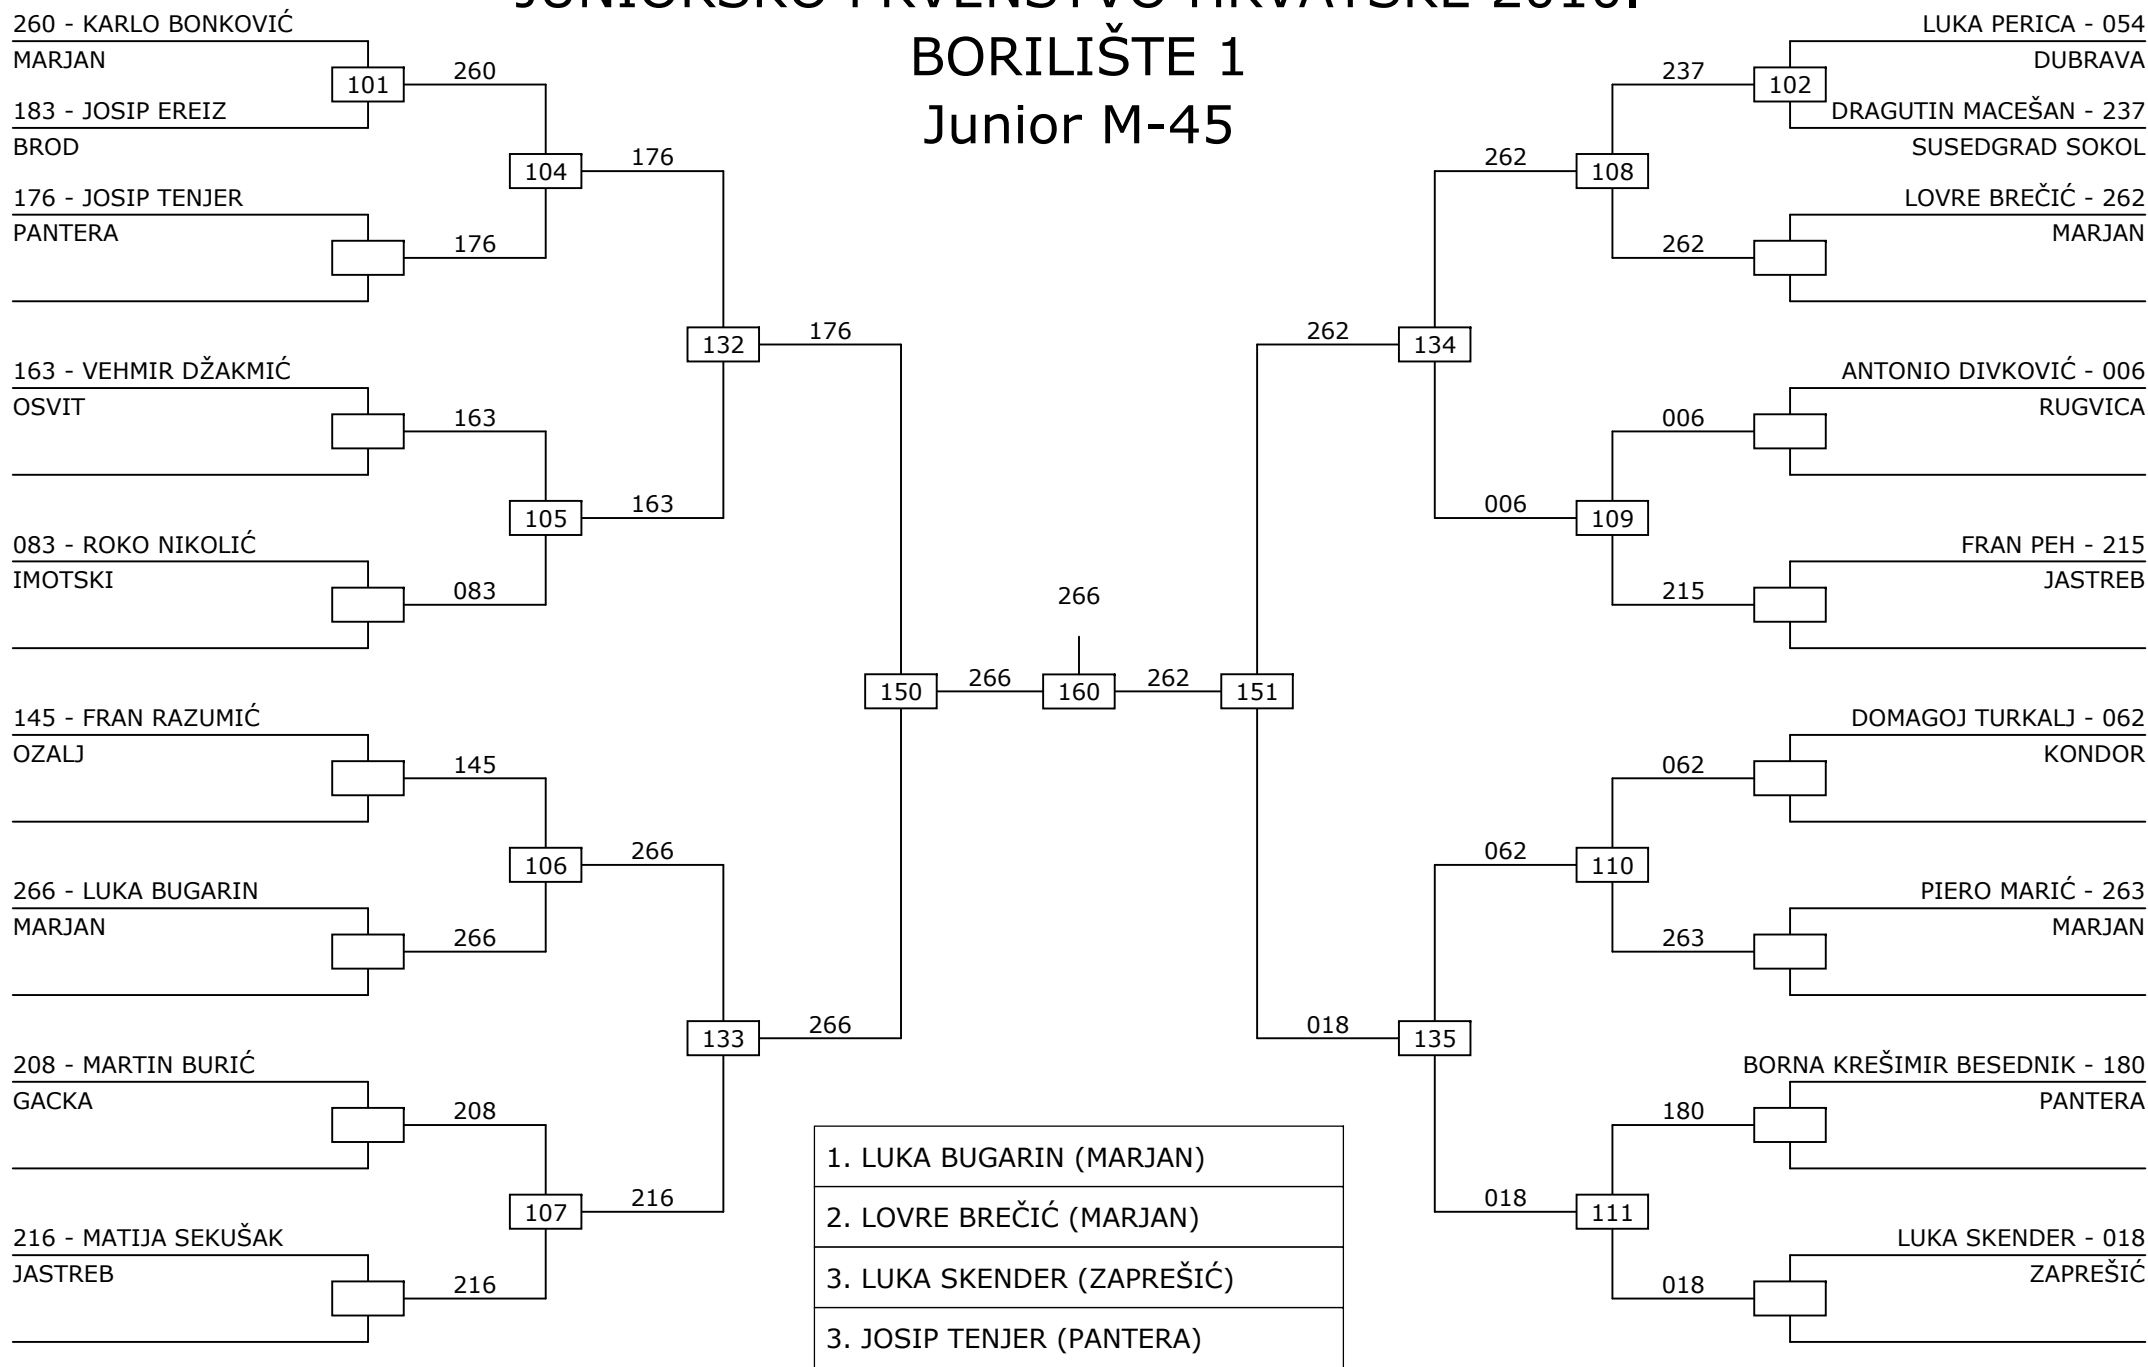 JUNIORSKO PRVENSTVO HRVATSKE
BORILIŠTE 1
Junior M-45
260 - KARLO BONKOVIĆ
MARJAN
183 - JOSIP EREIZ
BROD
176 - JOSIP TENJER
PANTERA
163 - VEHMIR DŽAKMIĆ
OSVIT
083 - ROKO NIKOLIĆ
IMOTSKI
145 - FRAN RAZUMIĆ
OZALJ
266 - LUKA BUGARIN
MARJAN
208 - MARTIN BURIĆ
GACKA
216 - MATIJA SEKUŠAK
JASTREB
101
260
176
163
083
145
266
208
216
104
105
106
107
176
163
266
216
132
133
176
266
150
266
266
160
262
151
262
018
134
135
262
006
062
018
108
109
110
111
237
262
006
215
062
263
180
018
102
LUKA PERICA - 054
DUBRAVA
DRAGUTIN MACEŠAN - 237
SUSEDGRAD SOKOL
LOVRE BREČIĆ - 262
MARJAN
ANTONIO DIVKOVIĆ - 006
RUGVICA
FRAN PEH - 215
JASTREB
DOMAGOJ TURKALJ - 062
KONDOR
PIERO MARIĆ - 263
MARJAN
BORNA KREŠIMIR BESEDNIK - 180
PANTERA
LUKA SKENDER - 018
ZAPREŠIĆ
1. LUKA BUGARIN (MARJAN)
2. LOVRE BREČIĆ (MARJAN)
3. LUKA SKENDER (ZAPREŠIĆ)
3. JOSIP TENJER (PANTERA)